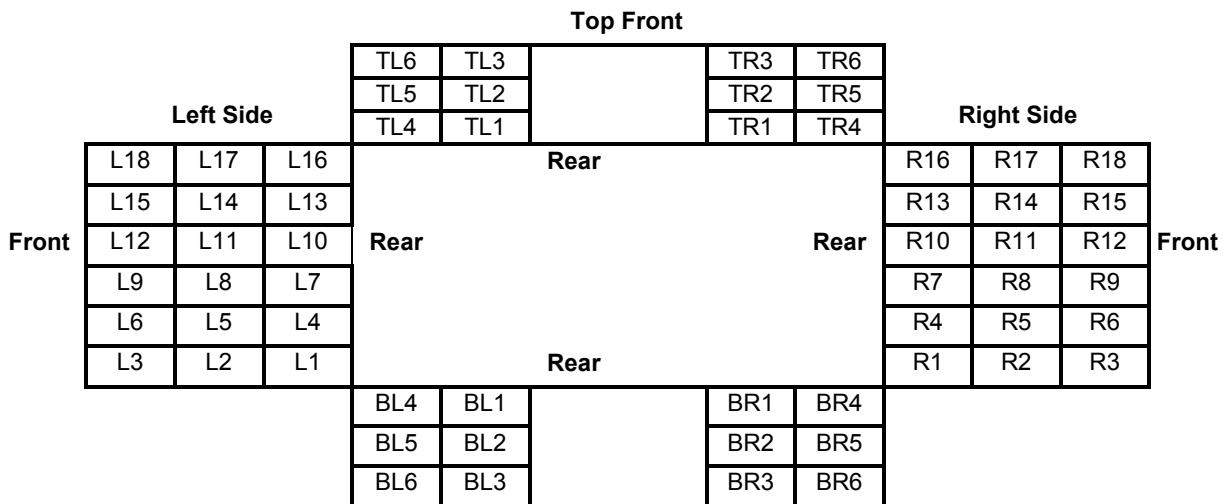 Top Front
TL6 TL3 TR3 TR6
TL5 TL2 TR2 TR5
Left Side Right Side
TL4 TL1 TR1 TR4
L18 L17 L16 Rear R16 R17 R18
L15 L14 L13 R13 R14 R15
Front L12 L11 L10 Rear Rear R10 R11 R12 Front
L9 L8 L7 R7 R8 R9
L6 L5 L4 R4 R5 R6
L3 L2 L1 Rear R1 R2 R3
BL4 BL1 BR1 BR4
BL5 BL2 BR2 BR5
BL6 BL3 BR3 BR6